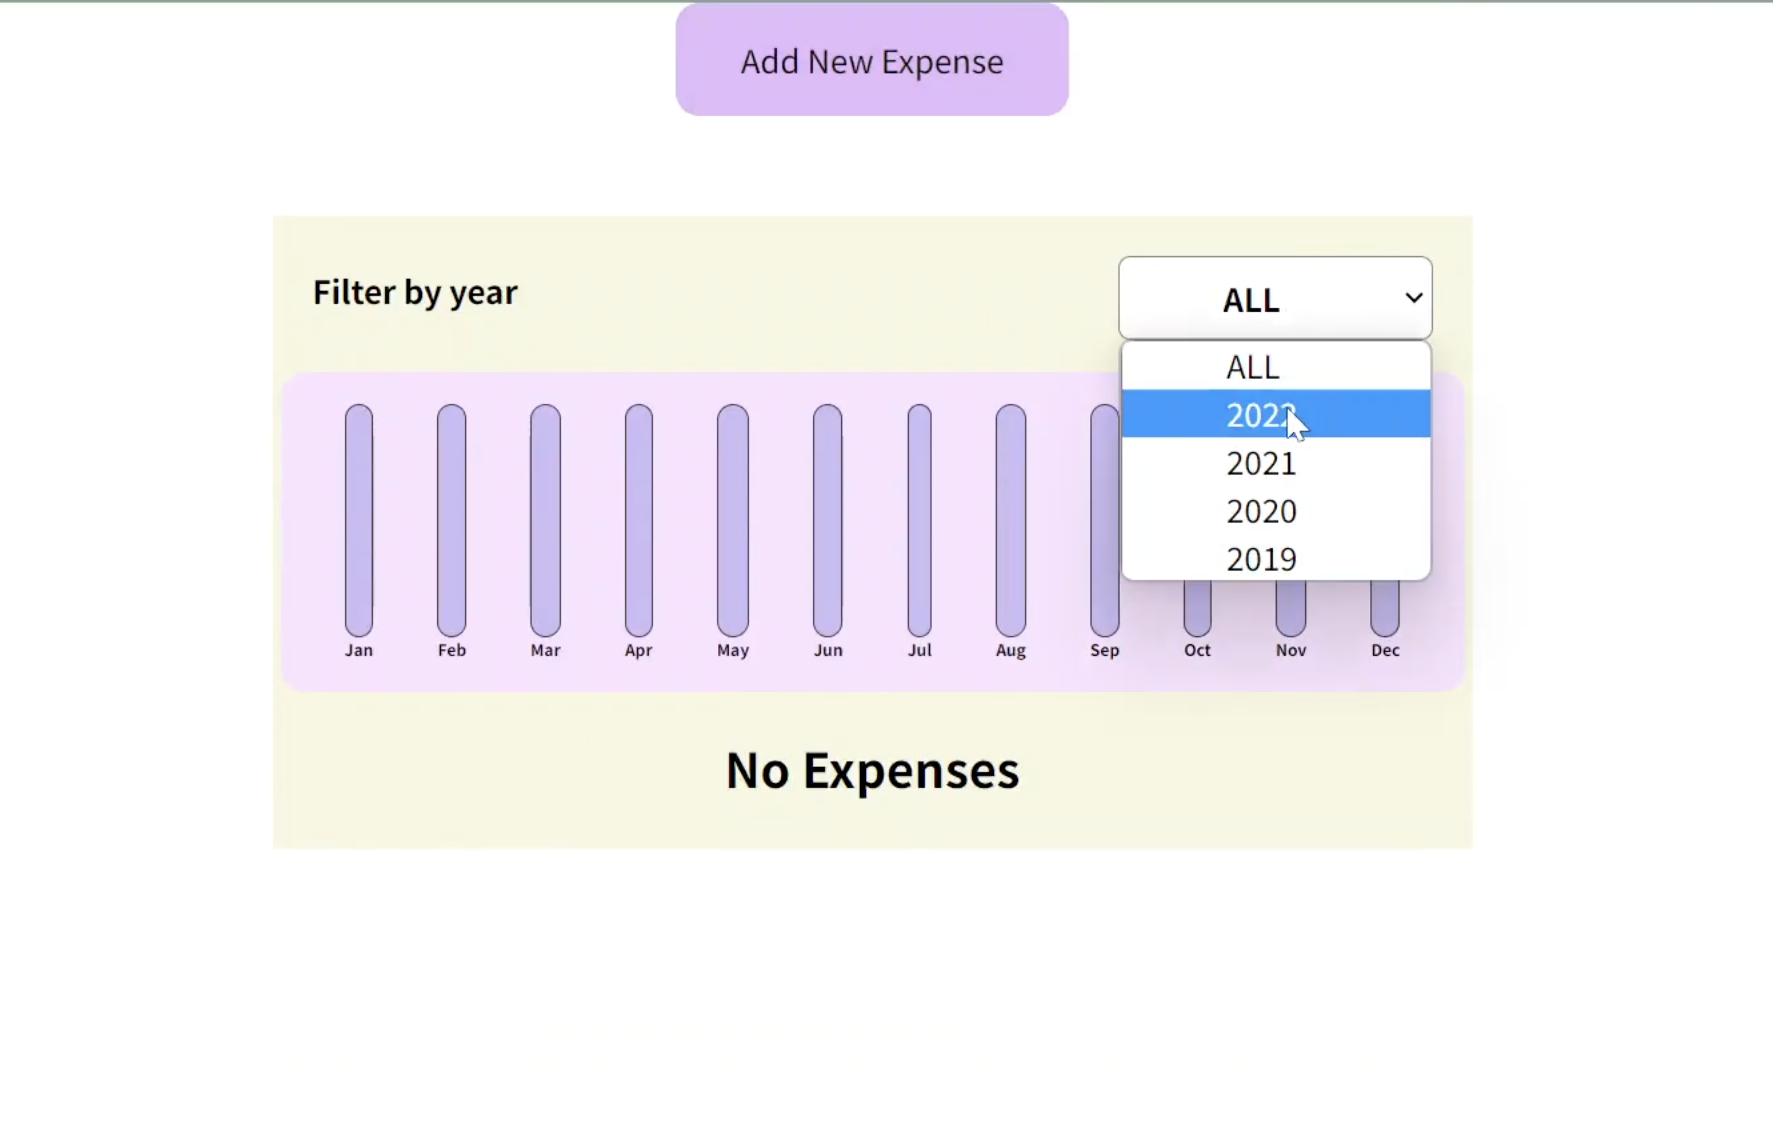 Add New Expense
Filter by year
ALL
ALL
2022
2021
2020
2019
Jan Feb Mar Apr May Jun Jul Aug Sep Oct Nov Dec
No Expenses